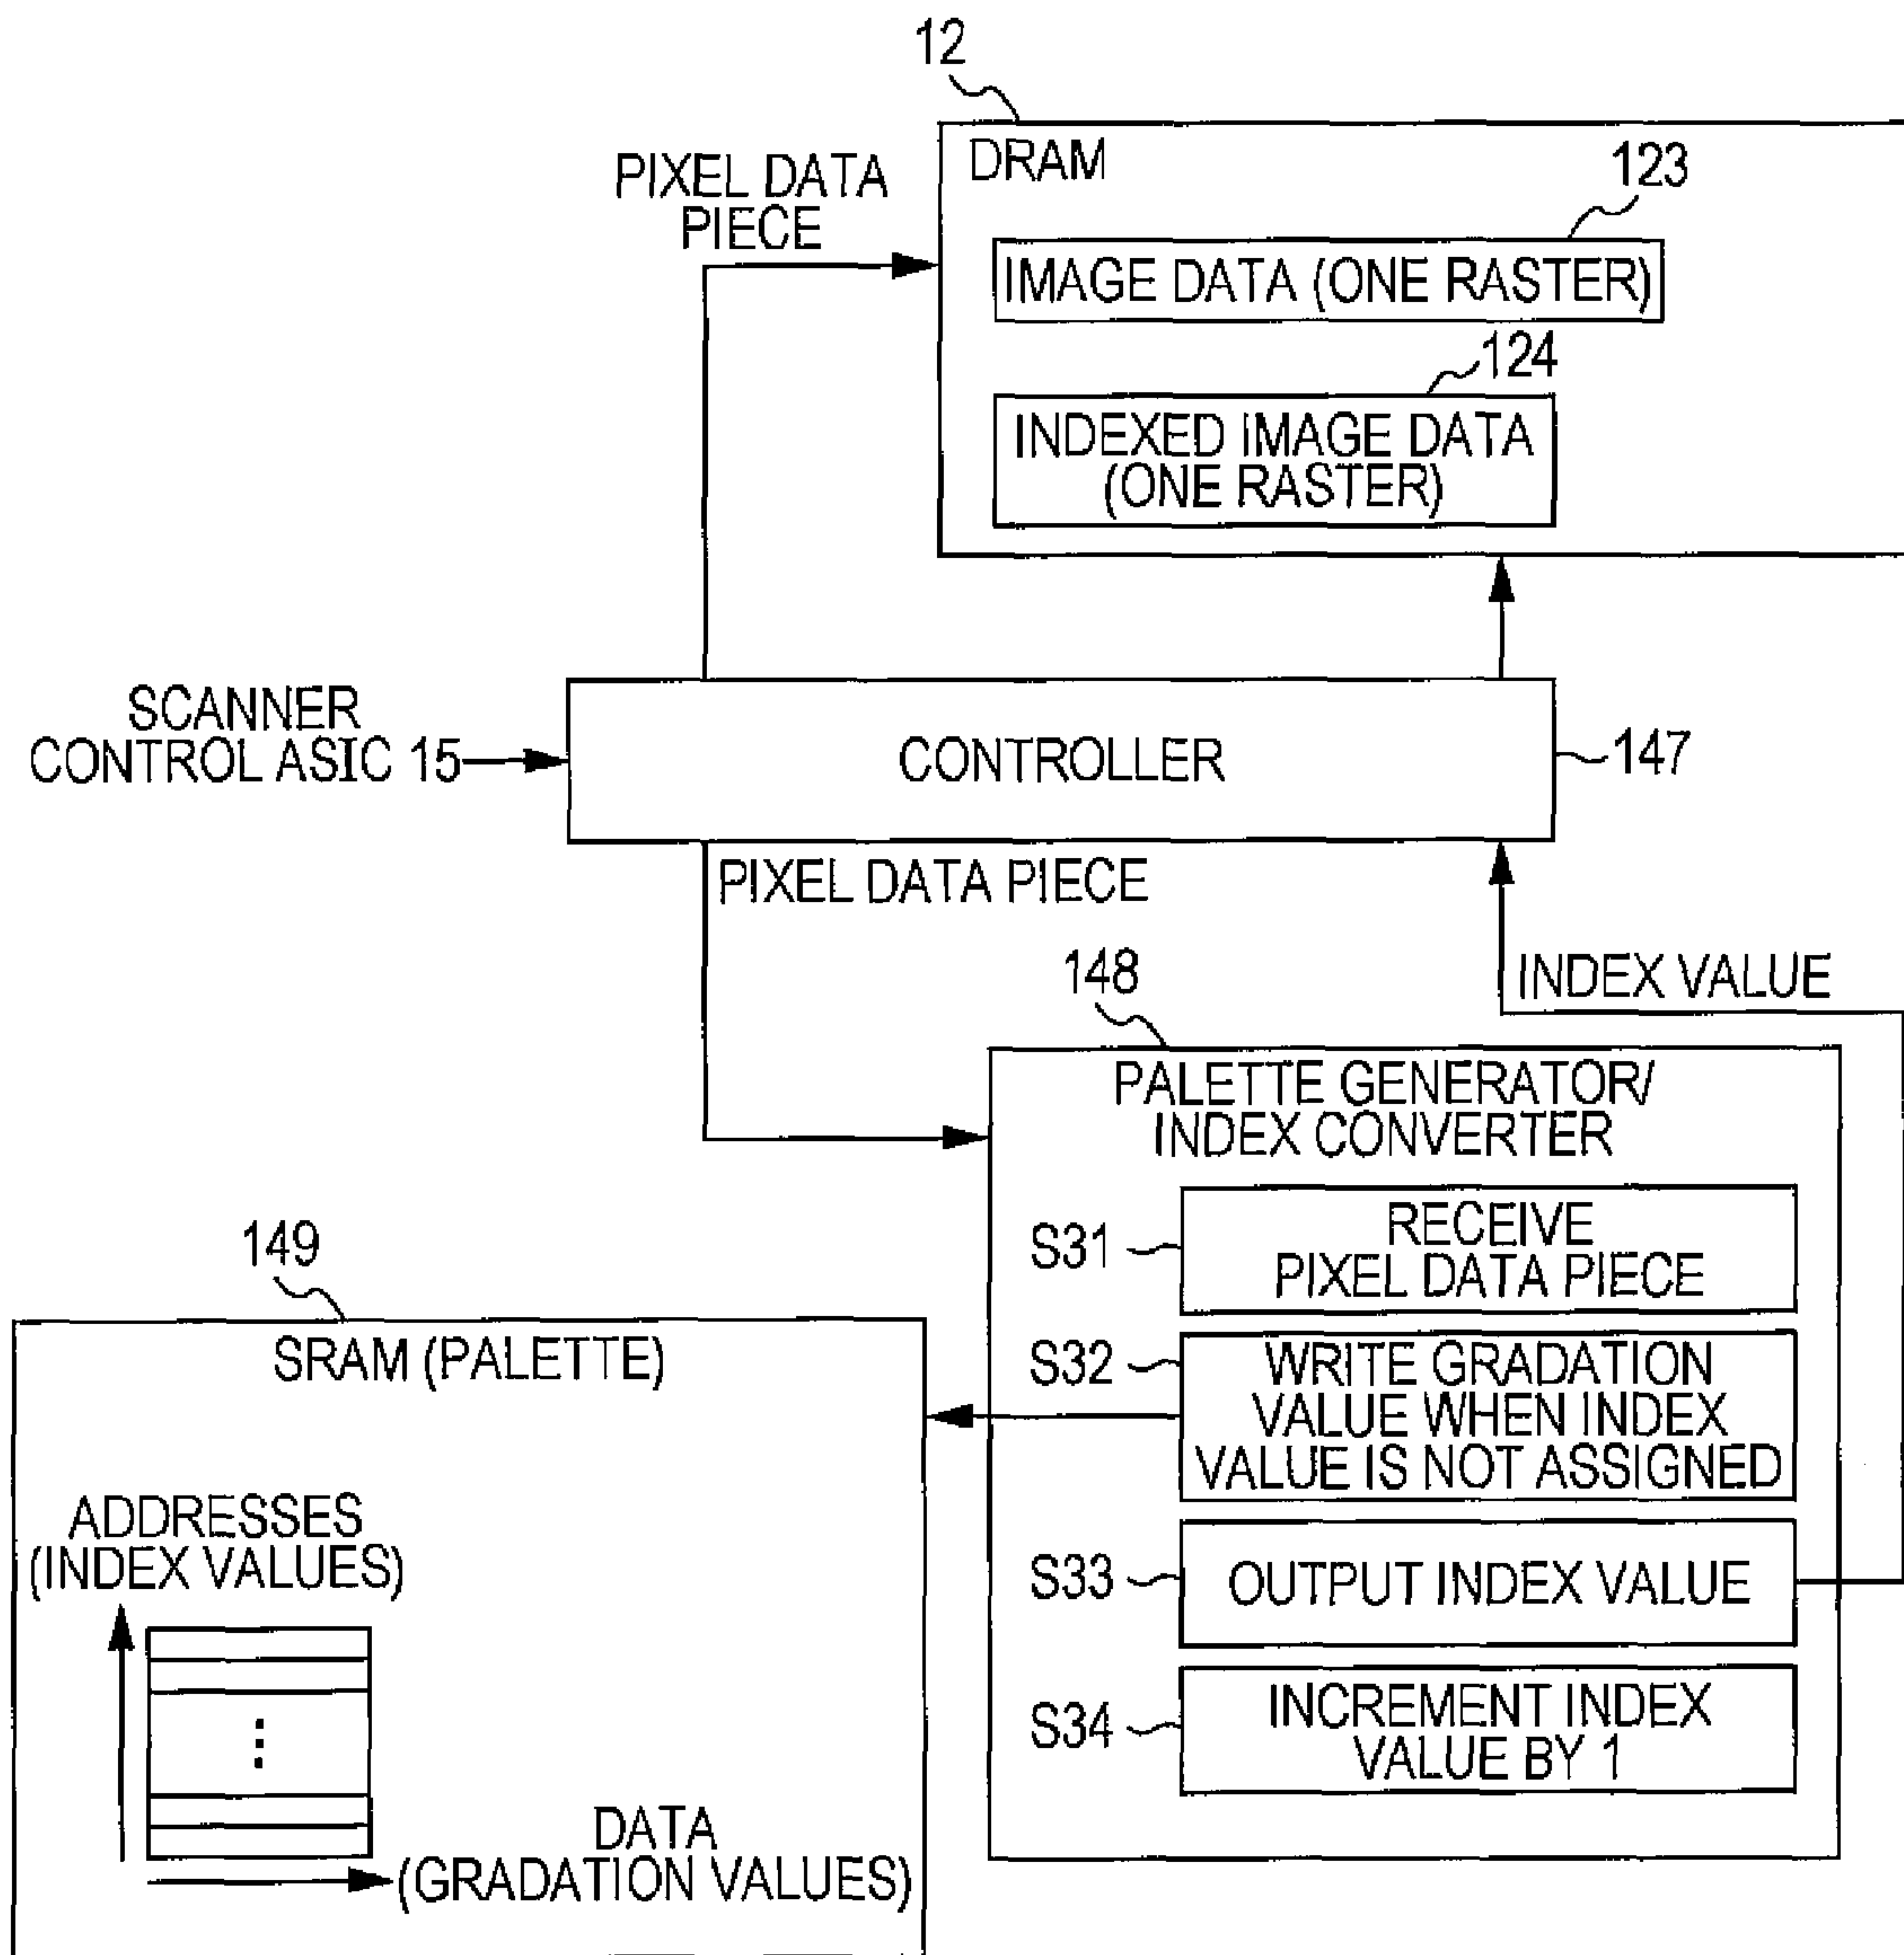 12
DRAM
PIXEL DATA
PIECE
123
IMAGE DATA (ONE RASTER)
124
INDEXED IMAGE DATA
(ONE RASTER)
SCANNER
CONTROL ASIC 15
CONTROLLER
147
PIXEL DATA PIECE
INDEX VALUE
148
PALETTE GENERATOR/
INDEX CONVERTER
S31
RECEIVE
PIXEL DATA PIECE
S32
WRITE GRADATION
VALUE WHEN INDEX
VALUE IS NOT ASSIGNED
S33
OUTPUT INDEX VALUE
S34
INCREMENT INDEX
VALUE BY 1
149
SRAM (PALETTE)
ADDRESSES
(INDEX VALUES)
DATA
(GRADATION VALUES)